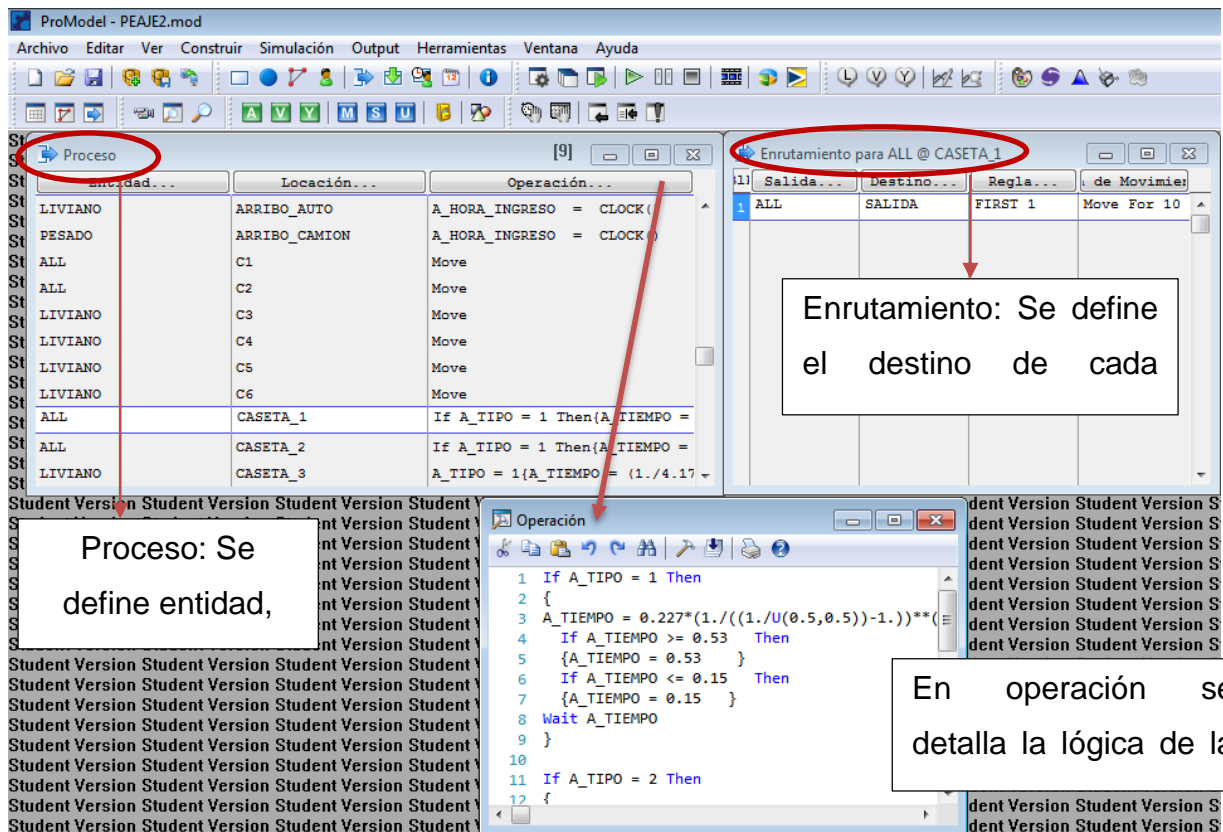 ProModel - PEAJE2.mod
Archivo Editar Ver Construir Simulación Output Herramientas Ventana Ayuda
Proceso [9]
Entidad... Locación... Operación...
LIVIANO ARRIBO_AUTO A_HORA_INGRESO = CLOCK()
PESADO ARRIBO_CAMION A_HORA_INGRESO = CLOCK()
ALL C1 Move
ALL C2 Move
LIVIANO C3 Move
LIVIANO C4 Move
LIVIANO C5 Move
LIVIANO C6 Move
ALL CASETA_1 If A_TIPO = 1 Then{A_TIEMPO =
ALL CASETA_2 If A_TIPO = 1 Then{A_TIEMPO =
LIVIANO CASETA_3 A_TIPO = 1{A_TIEMPO = (1./4.17
Enrutamiento para ALL @ CASETA_1
Salida... Destino... Regla... de Movimie
1 ALL SALIDA FIRST 1 Move For 10
Enrutamiento: Se define
el destino de cada
Proceso: Se
define entidad,
Operación
1 If A_TIPO = 1 Then
2 {
3 A_TIEMPO = 0.227*(1./((1./U(0.5,0.5))-1.))**(
4 If A_TIEMPO >= 0.53 Then
5 {A_TIEMPO = 0.53 }
6 If A_TIEMPO <= 0.15 Then
7 {A_TIEMPO = 0.15 }
8 Wait A_TIEMPO
9 }
10
11 If A_TIPO = 2 Then
12 {
En operación se
detalla la lógica de la
Student Version Student Version Student Version Student